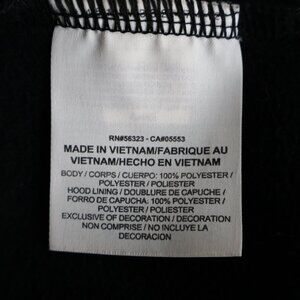 RN#56323 - CA#05553
MADE IN VIETNAM/FABRIQUE AU
VIETNAM/HECHO EN VIETNAM
BODY / CORPS / CUERPO: 100% POLYESTER /
POLYESTER / POLIESTER
HOOD LINING / DOUBLURE DE CAPUCHE /
FORRO DE CAPUCHA: 100% POLYESTER /
POLYESTER / POLIESTER
EXCLUSIVE OF DECORATION / DECORATION
NON COMPRISE / NO INCLUYE LA
DECORACION